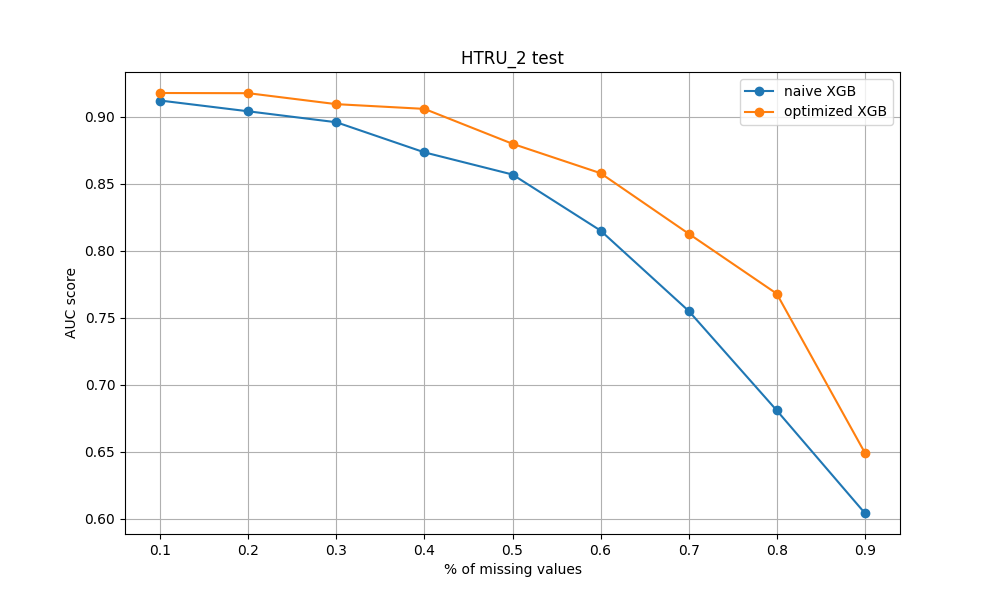 HTRU_2 test
naive XGB
optimized XGB
AUC score
0.90
0.85
0.80
0.75
0.70
0.65
0.60
0.1 0.2 0.3 0.4 0.5 0.6 0.7 0.8 0.9
% of missing values